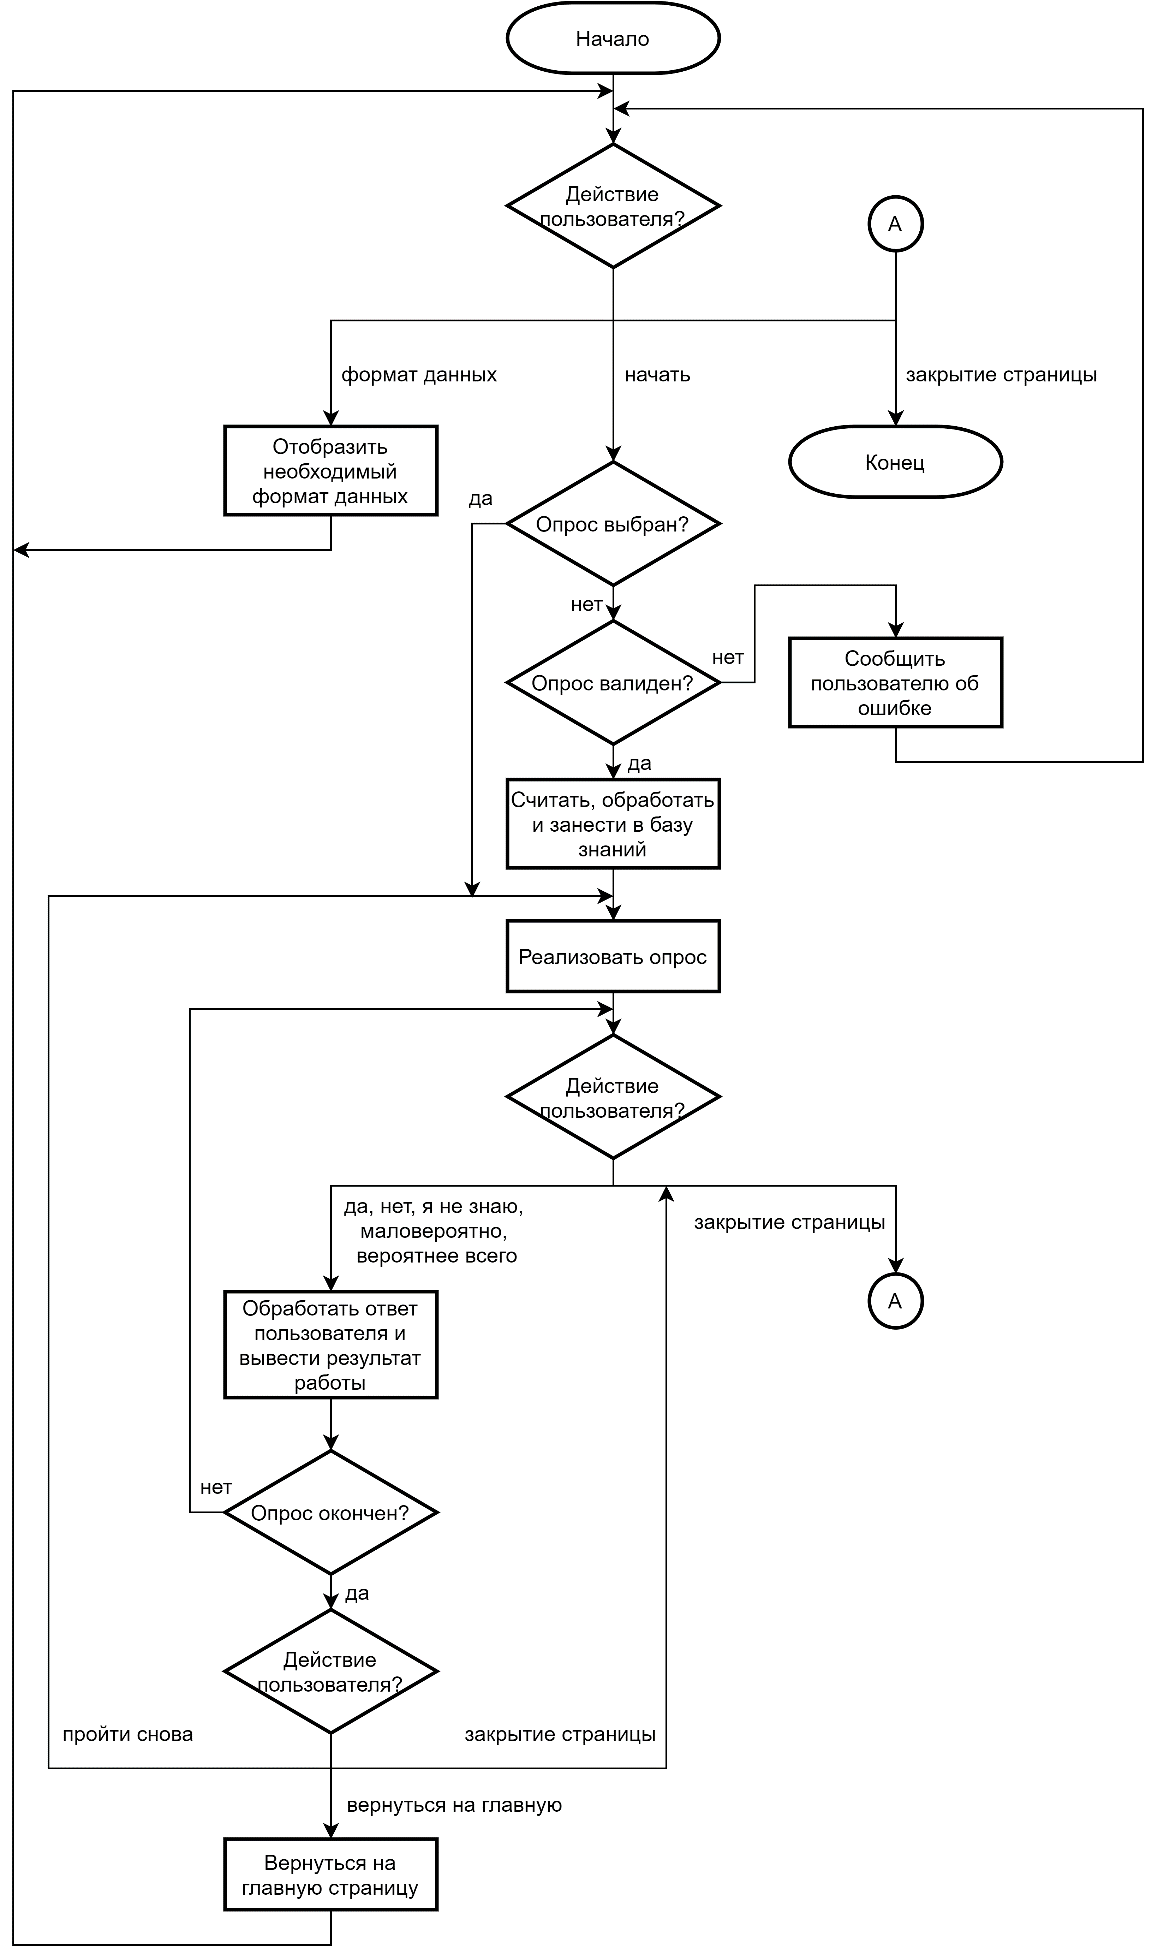 Начало
Действие
пользователя?
А
формат данных
начать
закрытие страницы
Отобразить
необходимый
формат данных
Конец
да
Опрос выбран?
нет
Опрос валиден?
нет
Сообщить
пользователю об
ошибке
да
Считать, обработать
и занести в базу
знаний
Реализовать опрос
Действие
пользователя?
да, нет, я не знаю,
маловероятно,
вероятнее всего
закрытие страницы
А
Обработать ответ
пользователя и
вывести результат
работы
нет
Опрос окончен?
да
Действие
пользователя?
пройти снова
закрытие страницы
вернуться на главную
Вернуться на
главную страницу